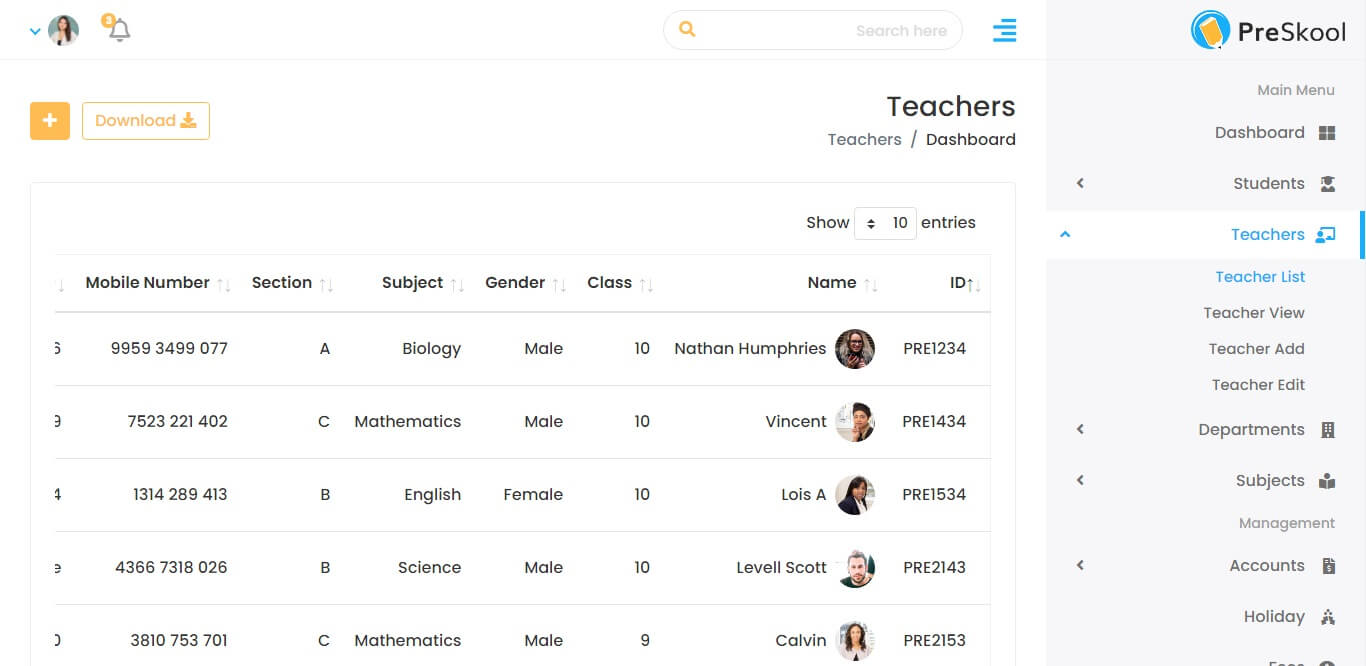 3
Search here
PreSkool
Main Menu
Dashboard
Students
Teachers
Teacher List
Teacher View
Teacher Add
Teacher Edit
Departments
Subjects
Management
Accounts
Holiday
Teachers
Teachers / Dashboard
Download
Show 10 entries
ID Name Class Gender Subject Section Mobile Number
PRE1234 Nathan Humphries 10 Male Biology A 9959 3499 077
PRE1434 Vincent 10 Male Mathematics C 7523 221 402
PRE1534 Lois A 10 Female English B 1314 289 413
PRE2143 Levell Scott 10 Male Science B 4366 7318 026
PRE2153 Calvin 9 Male Mathematics C 3810 753 701